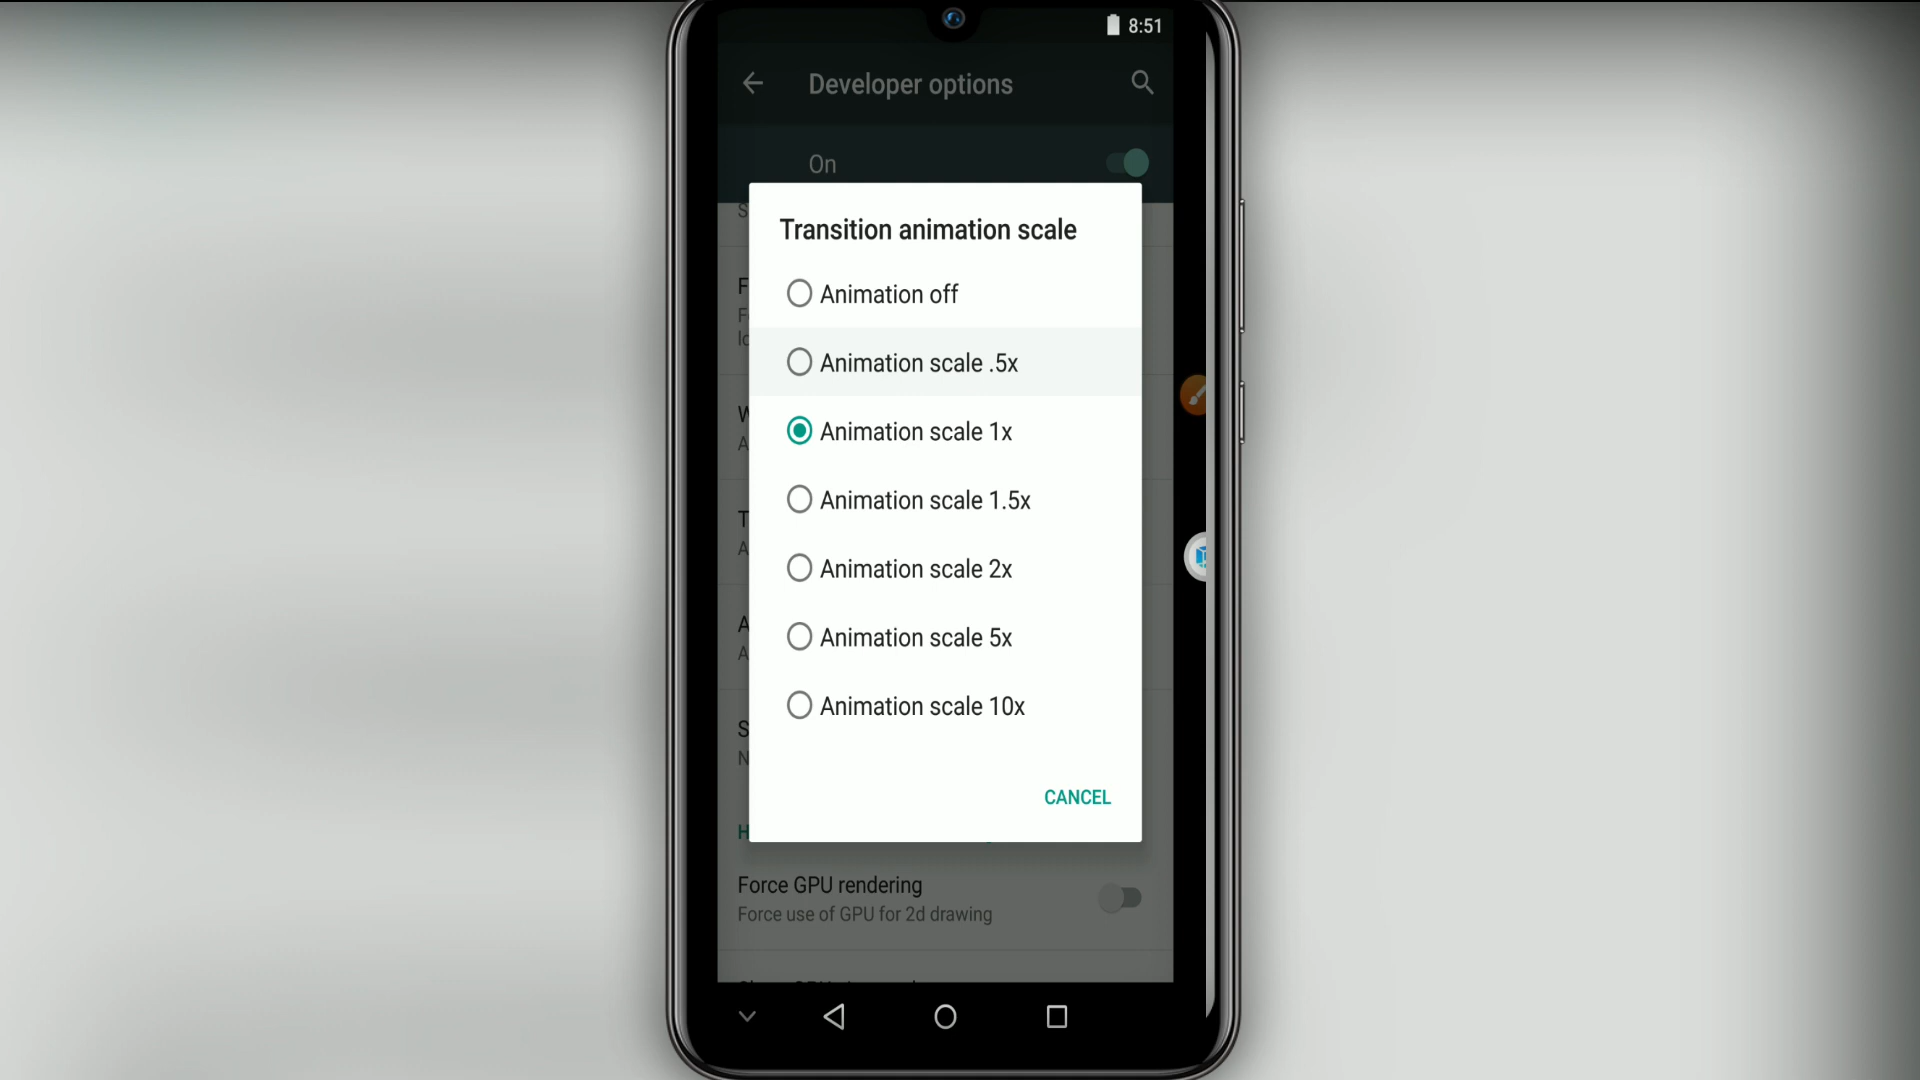 8:51
Developer options
On
Transition animation scale
Animation off
Animation scale .5x
Animation scale 1x
Animation scale 1.5x
Animation scale 2x
Animation scale 5x
Animation scale 10x
CANCEL
Force GPU rendering
Force use of GPU for 2d drawing